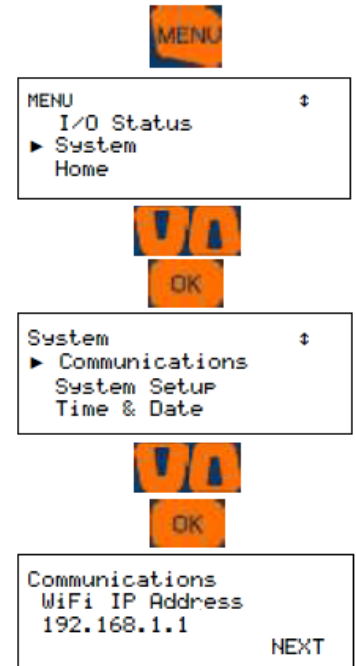 MENU
MENU ↕
I/O Status
► System
Home
OK
System ↕
► Communications
System Setup
Time & Date
OK
Communications
WiFi IP Address
192.168.1.1
NEXT